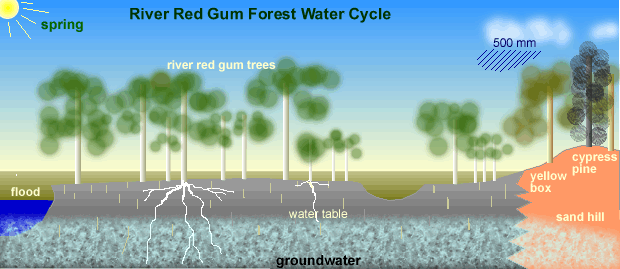 River Red Gum Forest Water Cycle
spring
500 mm
river red gum trees
cypress
pine
yellow
box
flood
water table
sand hill
groundwater